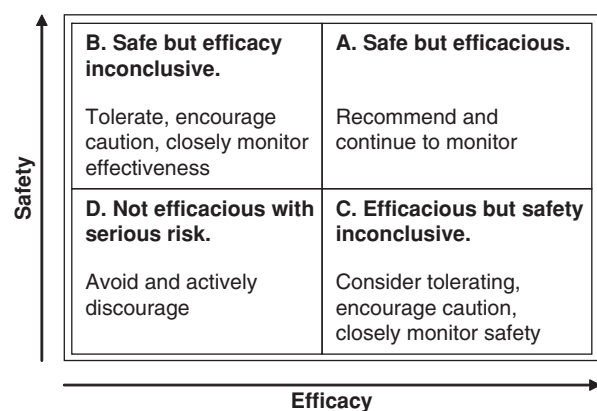 Safety
B. Safe but efficacy
inconclusive.
Tolerate, encourage
caution, closely monitor
effectiveness
A. Safe but efficacious.
Recommend and
continue to monitor
D. Not efficacious with
serious risk.
Avoid and actively
discourage
C. Efficacious but safety
inconclusive.
Consider tolerating,
encourage caution,
closely monitor safety
Efficacy